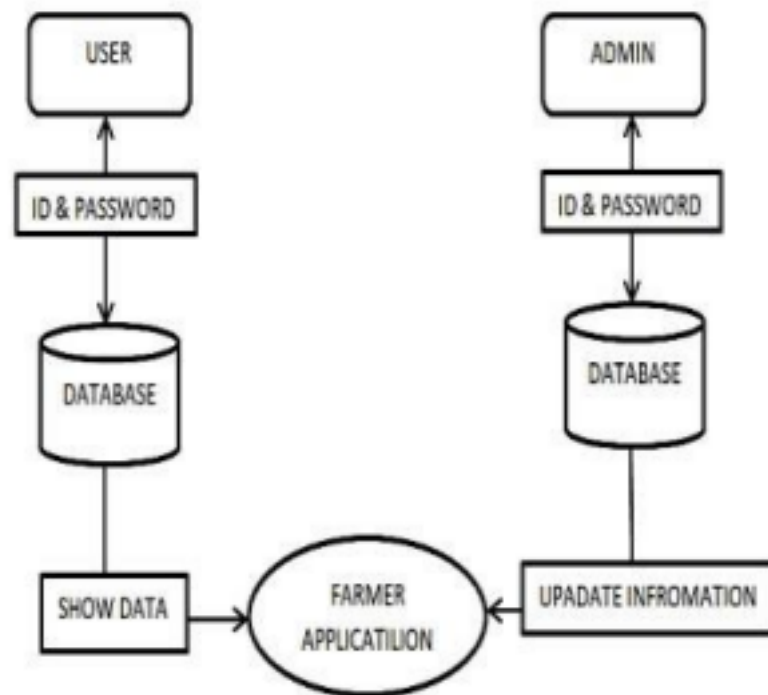 USER
ADMIN
ID & PASSWORD
ID & PASSWORD
DATABASE
DATABASE
SHOW DATA
FARMER
APPLICATILION
UPADATE INFROMATION